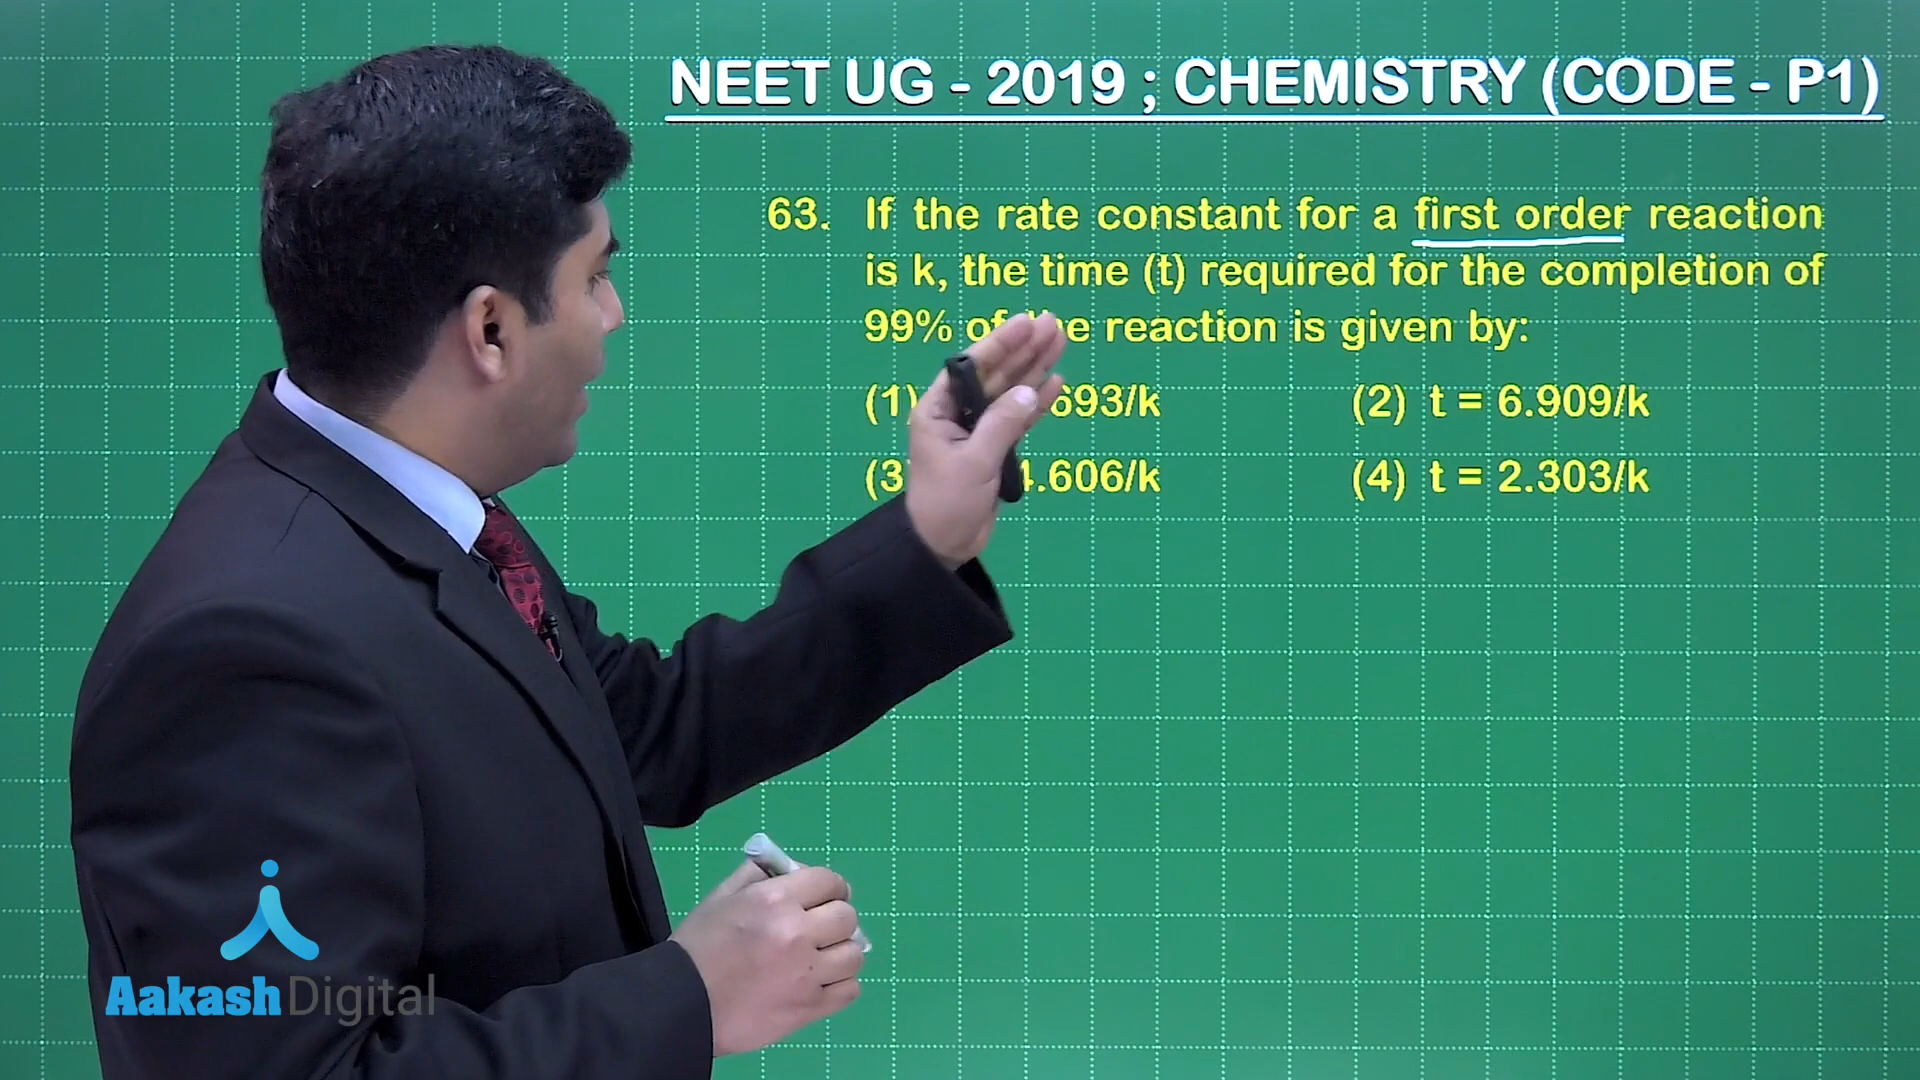 NEET UG - 2019 ; CHEMISTRY (CODE - P1)
63. If the rate constant for a first order reaction
is k, the time (t) required for the completion of
99% of the reaction is given by:
(1) 693/k (2) t = 6.909/k
(3 4.606/k (4) t = 2.303/k
Aakash Digital